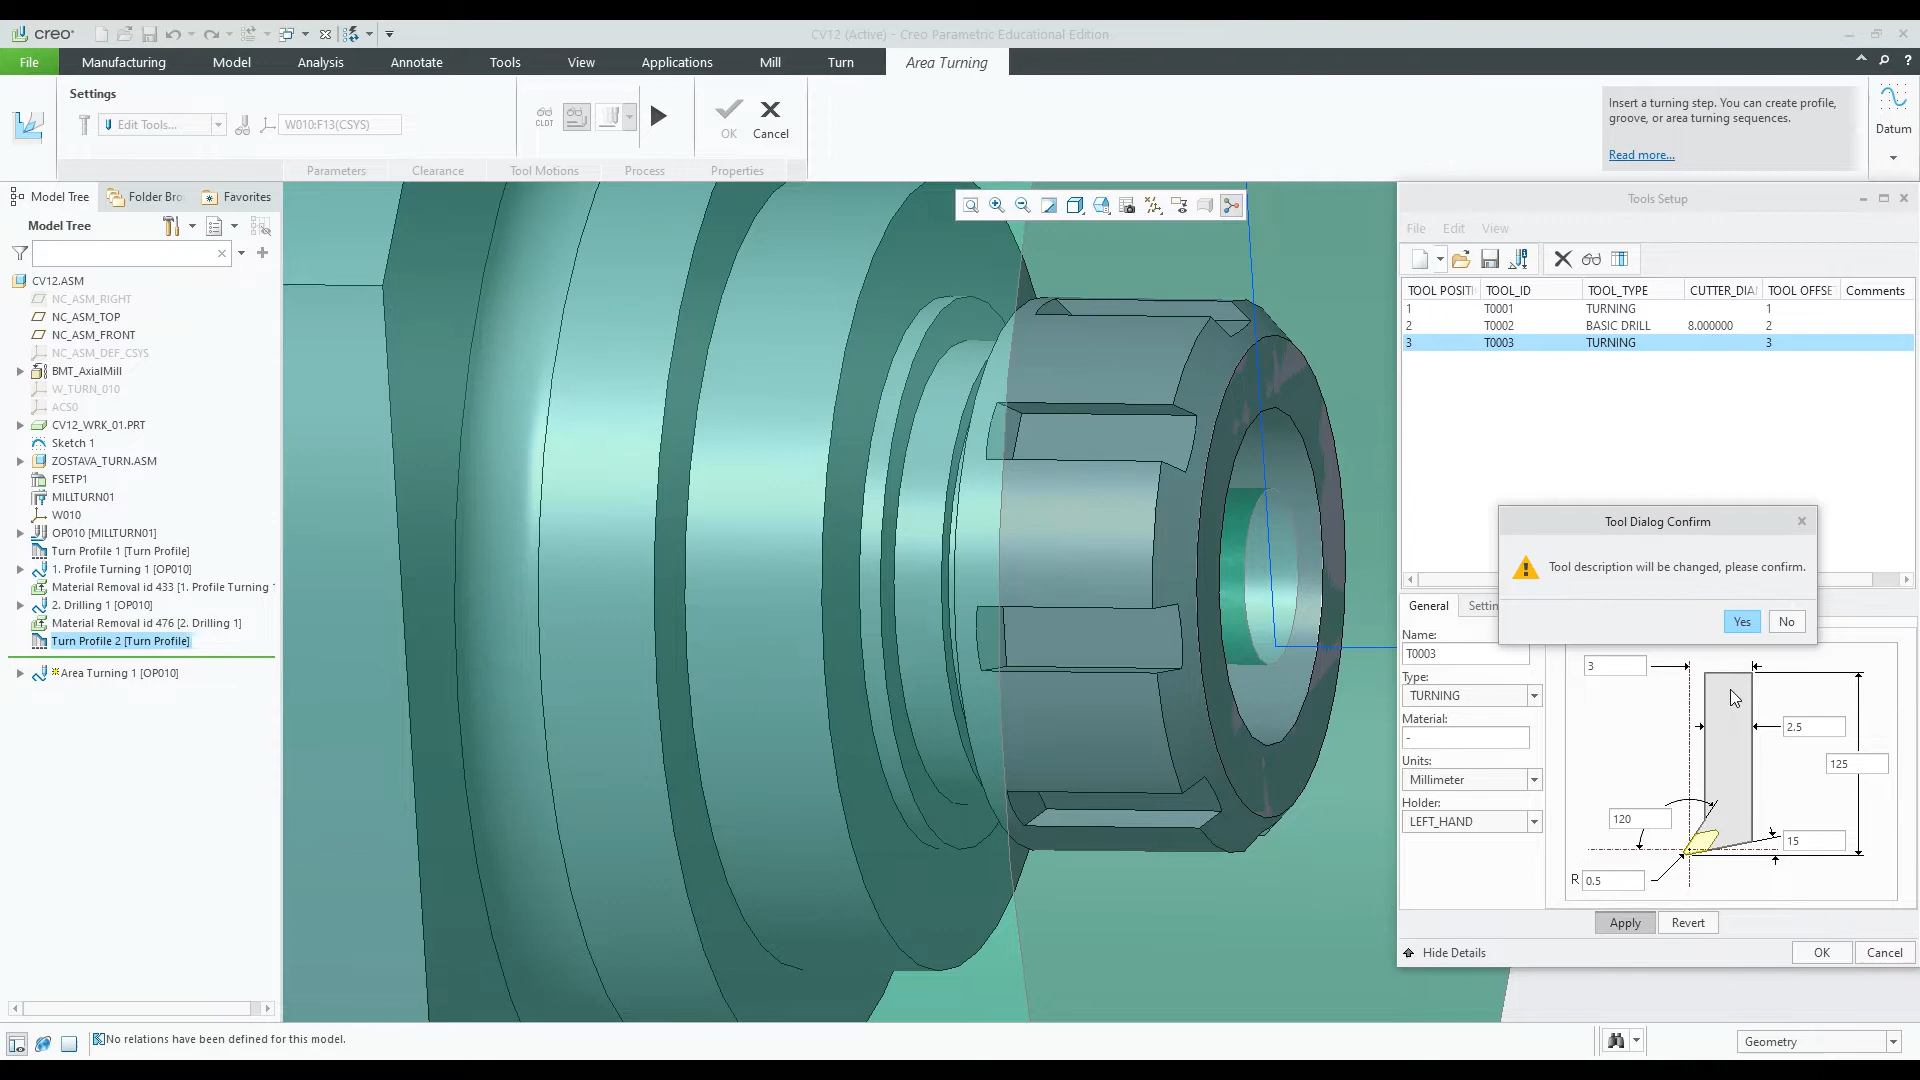 creo
CV12 (Active) - Creo Parametric Educational Edition
File
Manufacturing
Model
Analysis
Annotate
Tools
View
Applications
Mill
Turn
Area Turning
Settings
Edit Tools...
W010:F13(CSYS)
CLDT
OK
Cancel
Parameters
Clearance
Tool Motions
Process
Properties
Insert a turning step. You can create profile,
groove, or area turning sequences.
Read more...
Datum
Model Tree
Folder Bro
Favorites
Model Tree
CV12.ASM
NC_ASM_RIGHT
NC_ASM_TOP
NC_ASM_FRONT
NC_ASM_DEF_CSYS
BMT_AxialMill
W_TURN_010
ACS0
CV12_WRK_01.PRT
Sketch 1
ZOSTAVA_TURN.ASM
FSETP1
MILLTURN01
W010
OP010 [MILLTURN01]
Turn Profile 1 [Turn Profile]
1. Profile Turning 1 [OP010]
Material Removal id 433 [1. Profile Turning
2. Drilling 1 [OP010]
Material Removal id 476 [2. Drilling 1]
Turn Profile 2 [Turn Profile]
Area Turning 1 [OP010]
Tools Setup
File
Edit
View
TOOL POSITI
TOOL_ID
TOOL_TYPE
CUTTER_DIA
TOOL OFFSE
Comments
1 T0001 TURNING 1
2 T0002 BASIC DRILL 8.000000 2
3 T0003 TURNING 3
Tool Dialog Confirm
Tool description will be changed, please confirm.
Yes
No
General
Settin
Name:
T0003
Type:
TURNING
Material:
-
Units:
Millimeter
Holder:
LEFT_HAND
3
2.5
125
120
15
R 0.5
Apply
Revert
Hide Details
OK
Cancel
No relations have been defined for this model.
Geometry